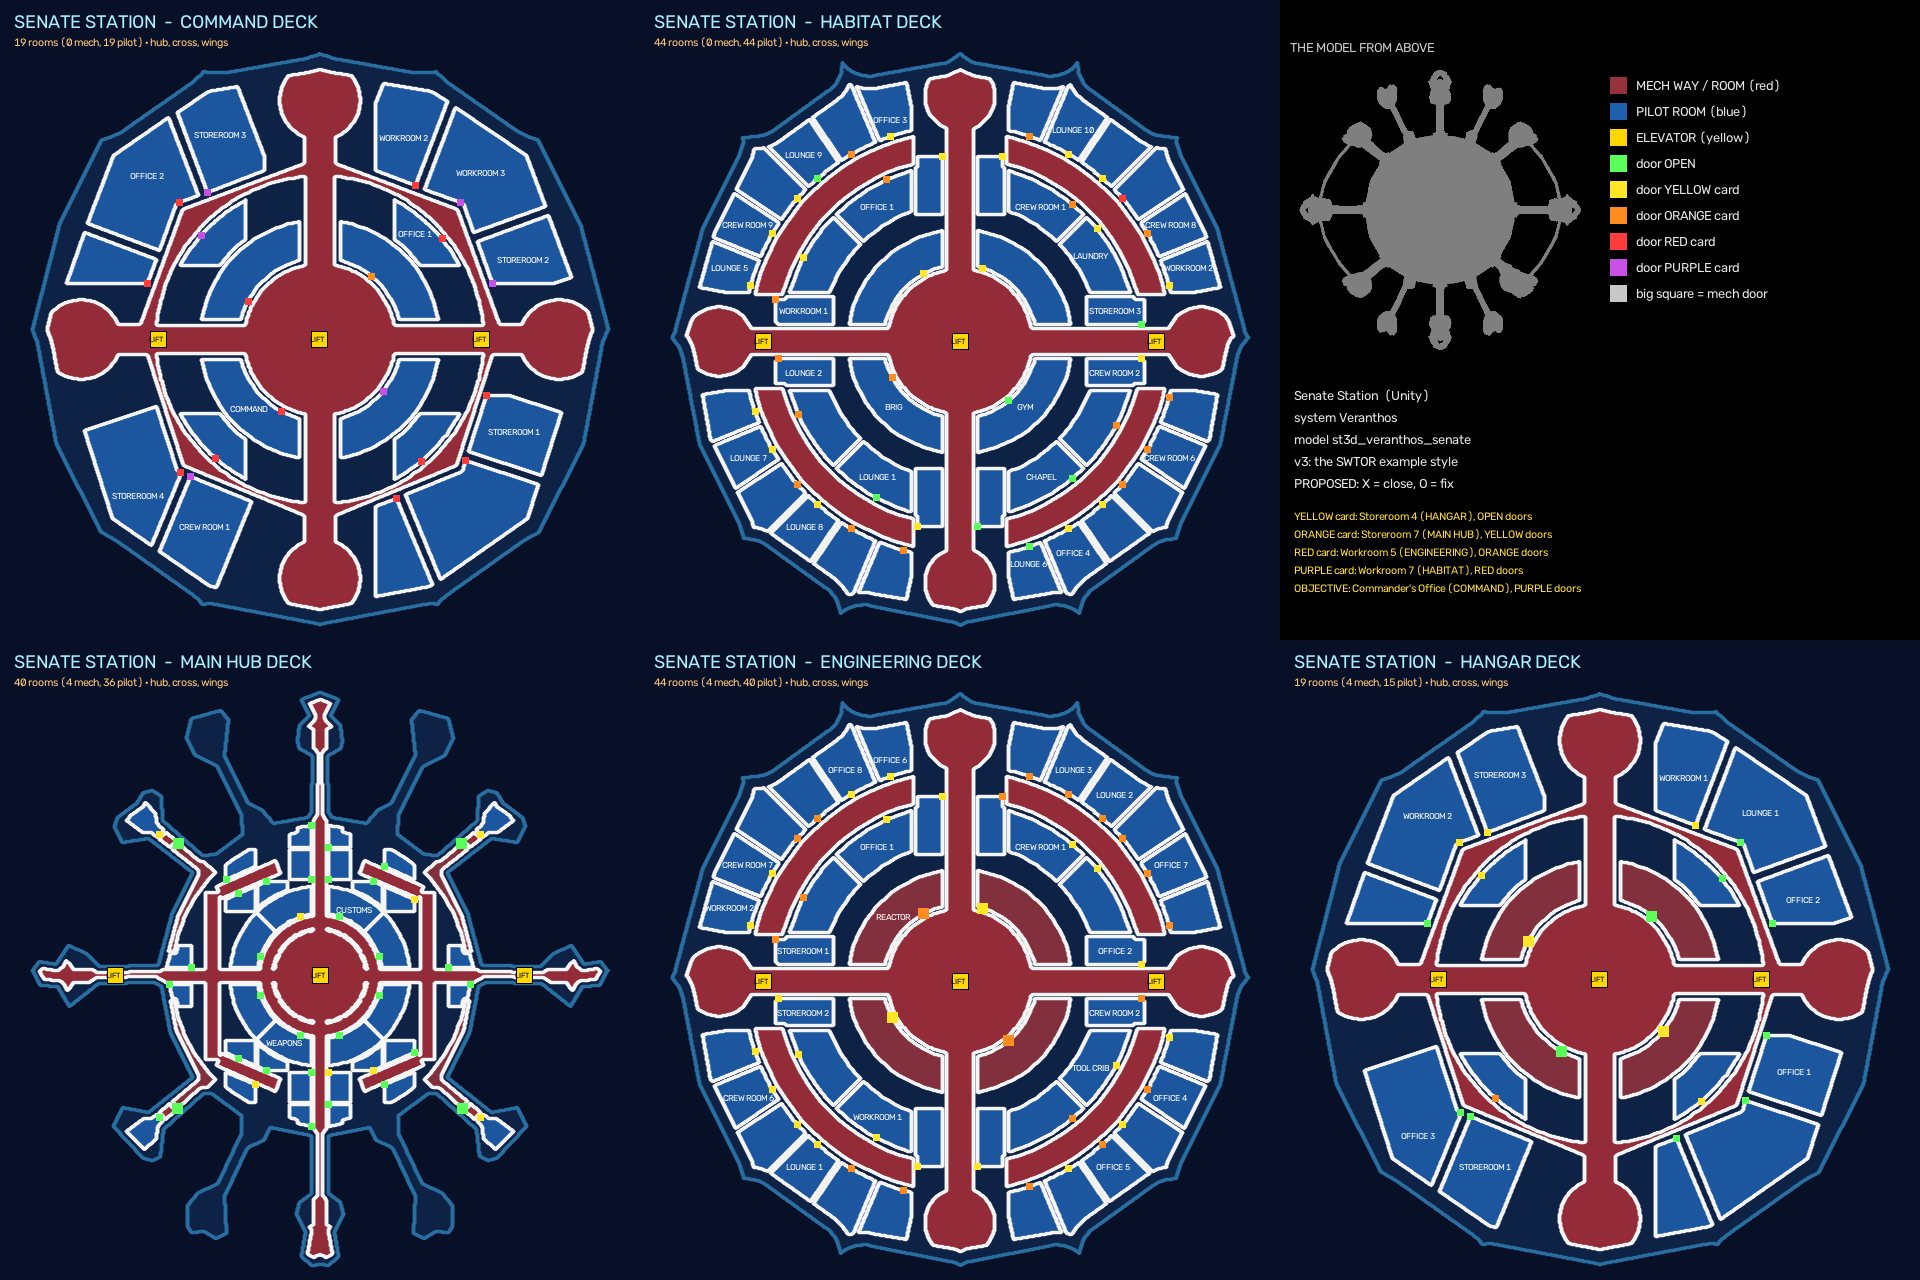 SENATE STATION - COMMAND DECK
19 rooms (0 mech, 19 pilot) • hub, cross, wings
STOREROOM 3
WORKROOM 2
OFFICE 2
WORKROOM 3
OFFICE 1
STOREROOM 2
LIFT
LIFT
LIFT
COMMAND
STOREROOM 1
STOREROOM 4
CREW ROOM 1
SENATE STATION - HABITAT DECK
44 rooms (0 mech, 44 pilot) • hub, cross, wings
OFFICE 3
LOUNGE 10
LOUNGE 9
OFFICE 1
CREW ROOM 1
CREW ROOM 9
CREW ROOM 8
LAUNDRY
LOUNGE 5
WORKROOM 2
WORKROOM 1
STOREROOM 3
LIFT
LIFT
LIFT
LOUNGE 2
CREW ROOM 2
BRIG
GYM
LOUNGE 7
CREW ROOM 6
LOUNGE 1
CHAPEL
LOUNGE 8
OFFICE 4
LOUNGE 6
THE MODEL FROM ABOVE
MECH WAY / ROOM (red)
PILOT ROOM (blue)
ELEVATOR (yellow)
door OPEN
door YELLOW card
door ORANGE card
door RED card
door PURPLE card
big square = mech door
Senate Station (Unity)
system Veranthos
model st3d_veranthos_senate
v3: the SWTOR example style
PROPOSED: X = close, O = fix
YELLOW card: Storeroom 4 (HANGAR), OPEN doors
ORANGE card: Storeroom 7 (MAIN HUB), YELLOW doors
RED card: Workroom 5 (ENGINEERING), ORANGE doors
PURPLE card: Workroom 7 (HABITAT), RED doors
OBJECTIVE: Commander's Office (COMMAND), PURPLE doors
SENATE STATION - MAIN HUB DECK
40 rooms (4 mech, 36 pilot) • hub, cross, wings
CUSTOMS
LIFT
LIFT
LIFT
WEAPONS
SENATE STATION - ENGINEERING DECK
44 rooms (4 mech, 40 pilot) • hub, cross, wings
OFFICE 6
OFFICE 8
LOUNGE 3
LOUNGE 2
OFFICE 1
CREW ROOM 1
CREW ROOM 7
OFFICE 7
WORKROOM 2
REACTOR
STOREROOM 1
OFFICE 2
LIFT
LIFT
LIFT
STOREROOM 2
CREW ROOM 2
TOOL CRIB
CREW ROOM 6
OFFICE 4
WORKROOM 1
LOUNGE 1
OFFICE 5
SENATE STATION - HANGAR DECK
19 rooms (4 mech, 15 pilot) • hub, cross, wings
STOREROOM 3
WORKROOM 1
WORKROOM 2
LOUNGE 1
OFFICE 2
LIFT
LIFT
LIFT
OFFICE 1
OFFICE 3
STOREROOM 1